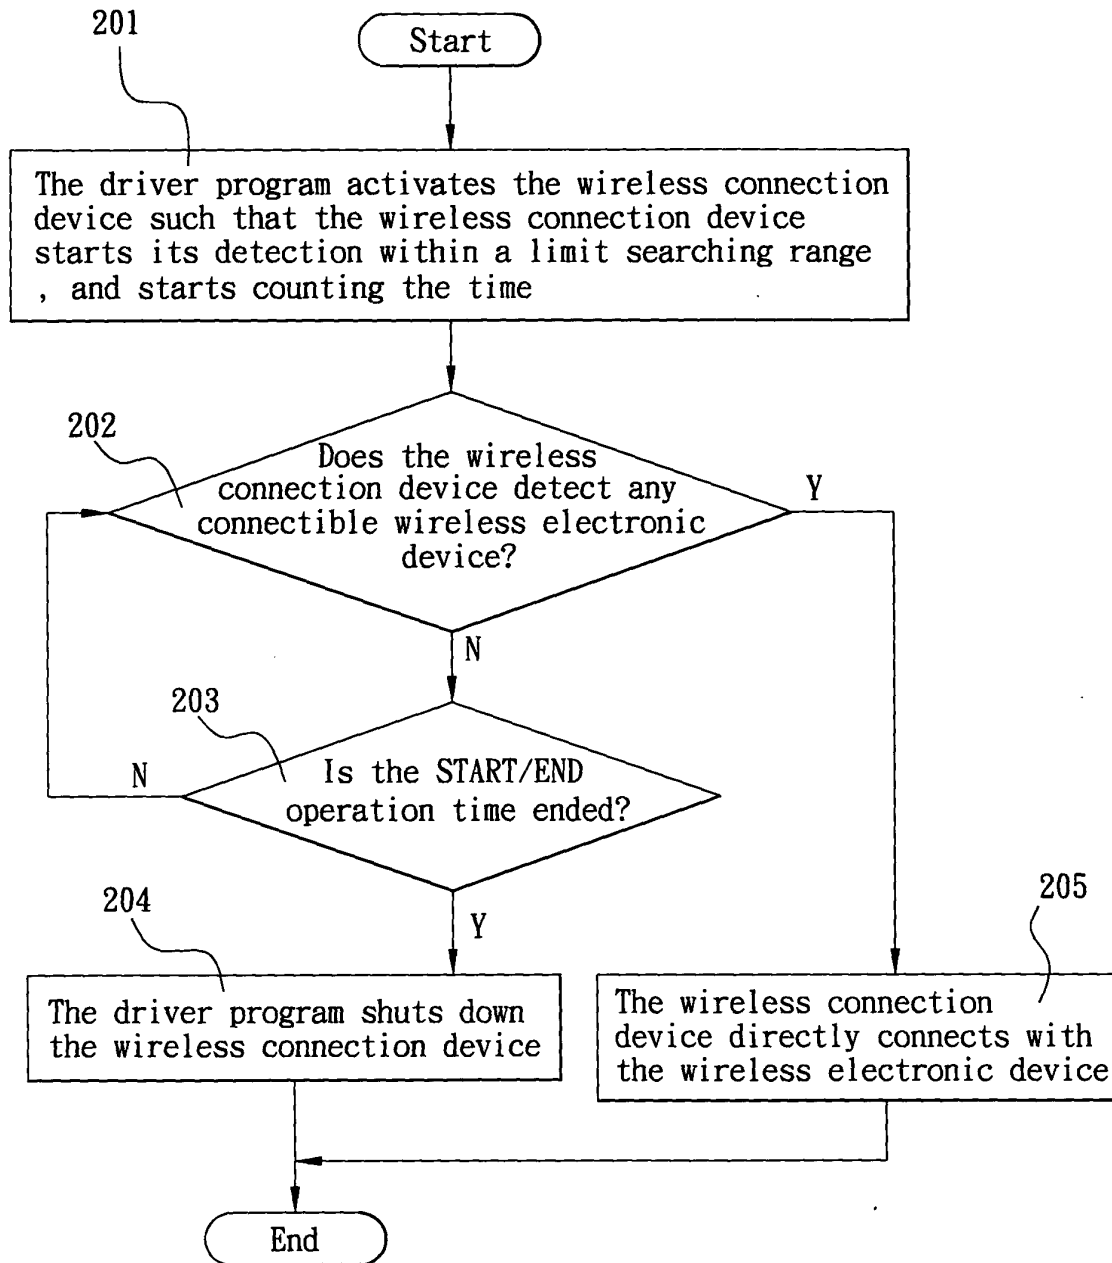 201
Start
The driver program activates the wireless connection
device such that the wireless connection device
starts its detection within a limit searching range
, and starts counting the time
202
Does the wireless
connection device detect any
connectible wireless electronic
device?
Y
N
203
Is the START/END
operation time ended?
N
Y
204
The driver program shuts down
the wireless connection device
205
The wireless connection
device directly connects with
the wireless electronic device
End